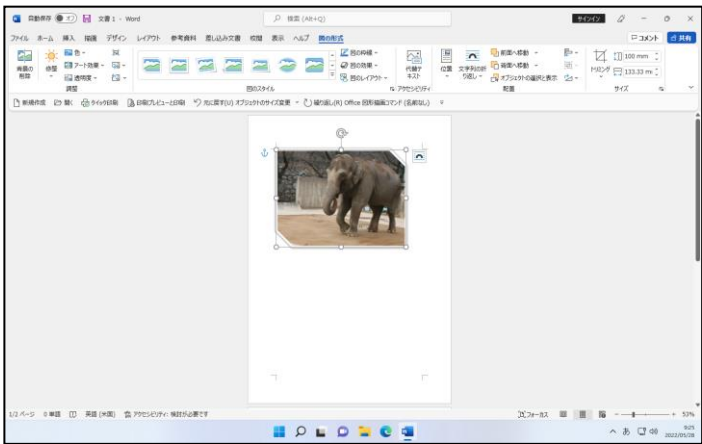 自動保存 オフ 文書 1 - Word 検索 (Alt+Q) サインイン
ファイル ホーム 挿入 描画 デザイン レイアウト 参考資料 差し込み文書 校閲 表示 ヘルプ 図の形式 コメント 共有
背景の削除 修整 色 アート効果 透明度 図の枠線 図の効果 図のレイアウト 代替テキスト 位置 文字列の折り返し 前面へ移動 背面へ移動 オブジェクトの選択と表示 トリミング 100 mm 133.33 mm
調整 図のスタイル アクセシビリティ 配置 サイズ
新規作成 開く クイック印刷 印刷プレビューと印刷 元に戻す(U) オブジェクトのサイズ変更 繰り返し(R) Office 図形描画コマンド (名前なし)
1/2 ページ 0 単語 英語 (米国) アクセシビリティ: 検討が必要です フォーカス 53%
あ 9:25
2022/05/28